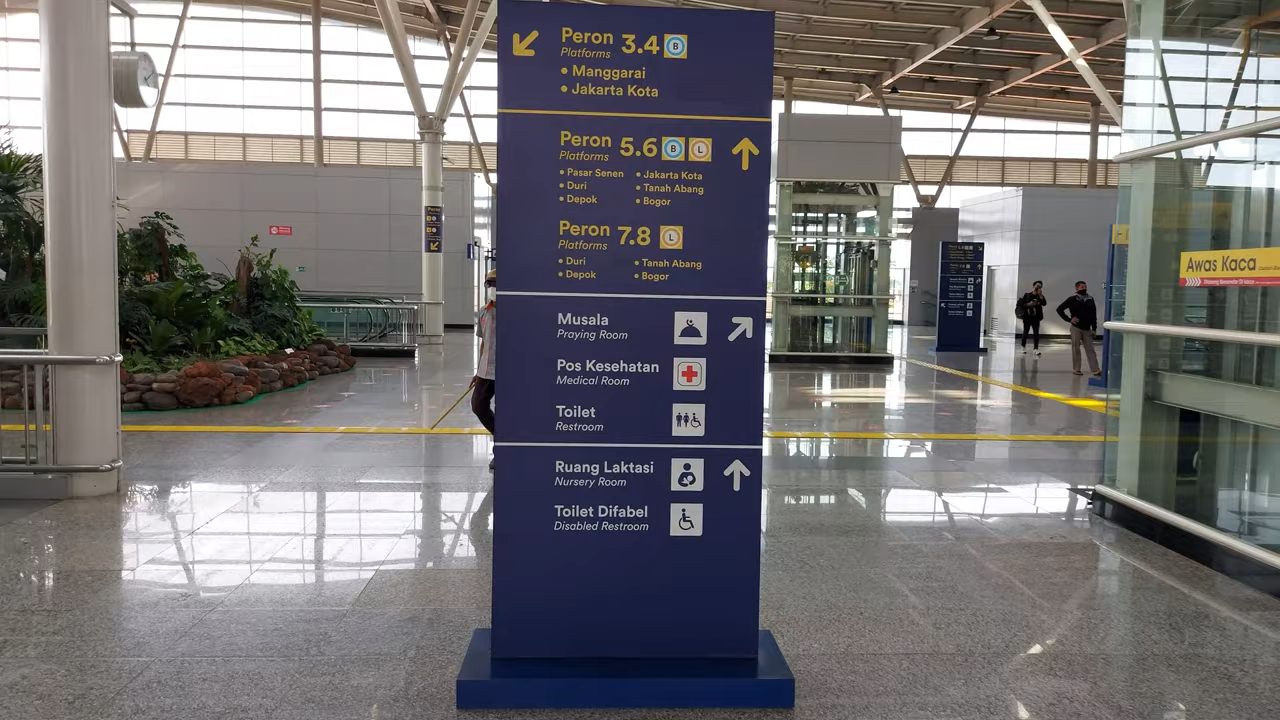 Peron 3.4 B
Platforms
• Manggarai
• Jakarta Kota
Peron 5.6 B L
Platforms
• Pasar Senen • Jakarta Kota
• Duri • Tanah Abang
• Depok • Bogor
Peron 7.8 L
Platforms
• Duri • Tanah Abang
• Depok • Bogor
Musala
Praying Room
Pos Kesehatan
Medical Room
Toilet
Restroom
Ruang Laktasi
Nursery Room
Toilet Difabel
Disabled Restroom
Awas Kaca